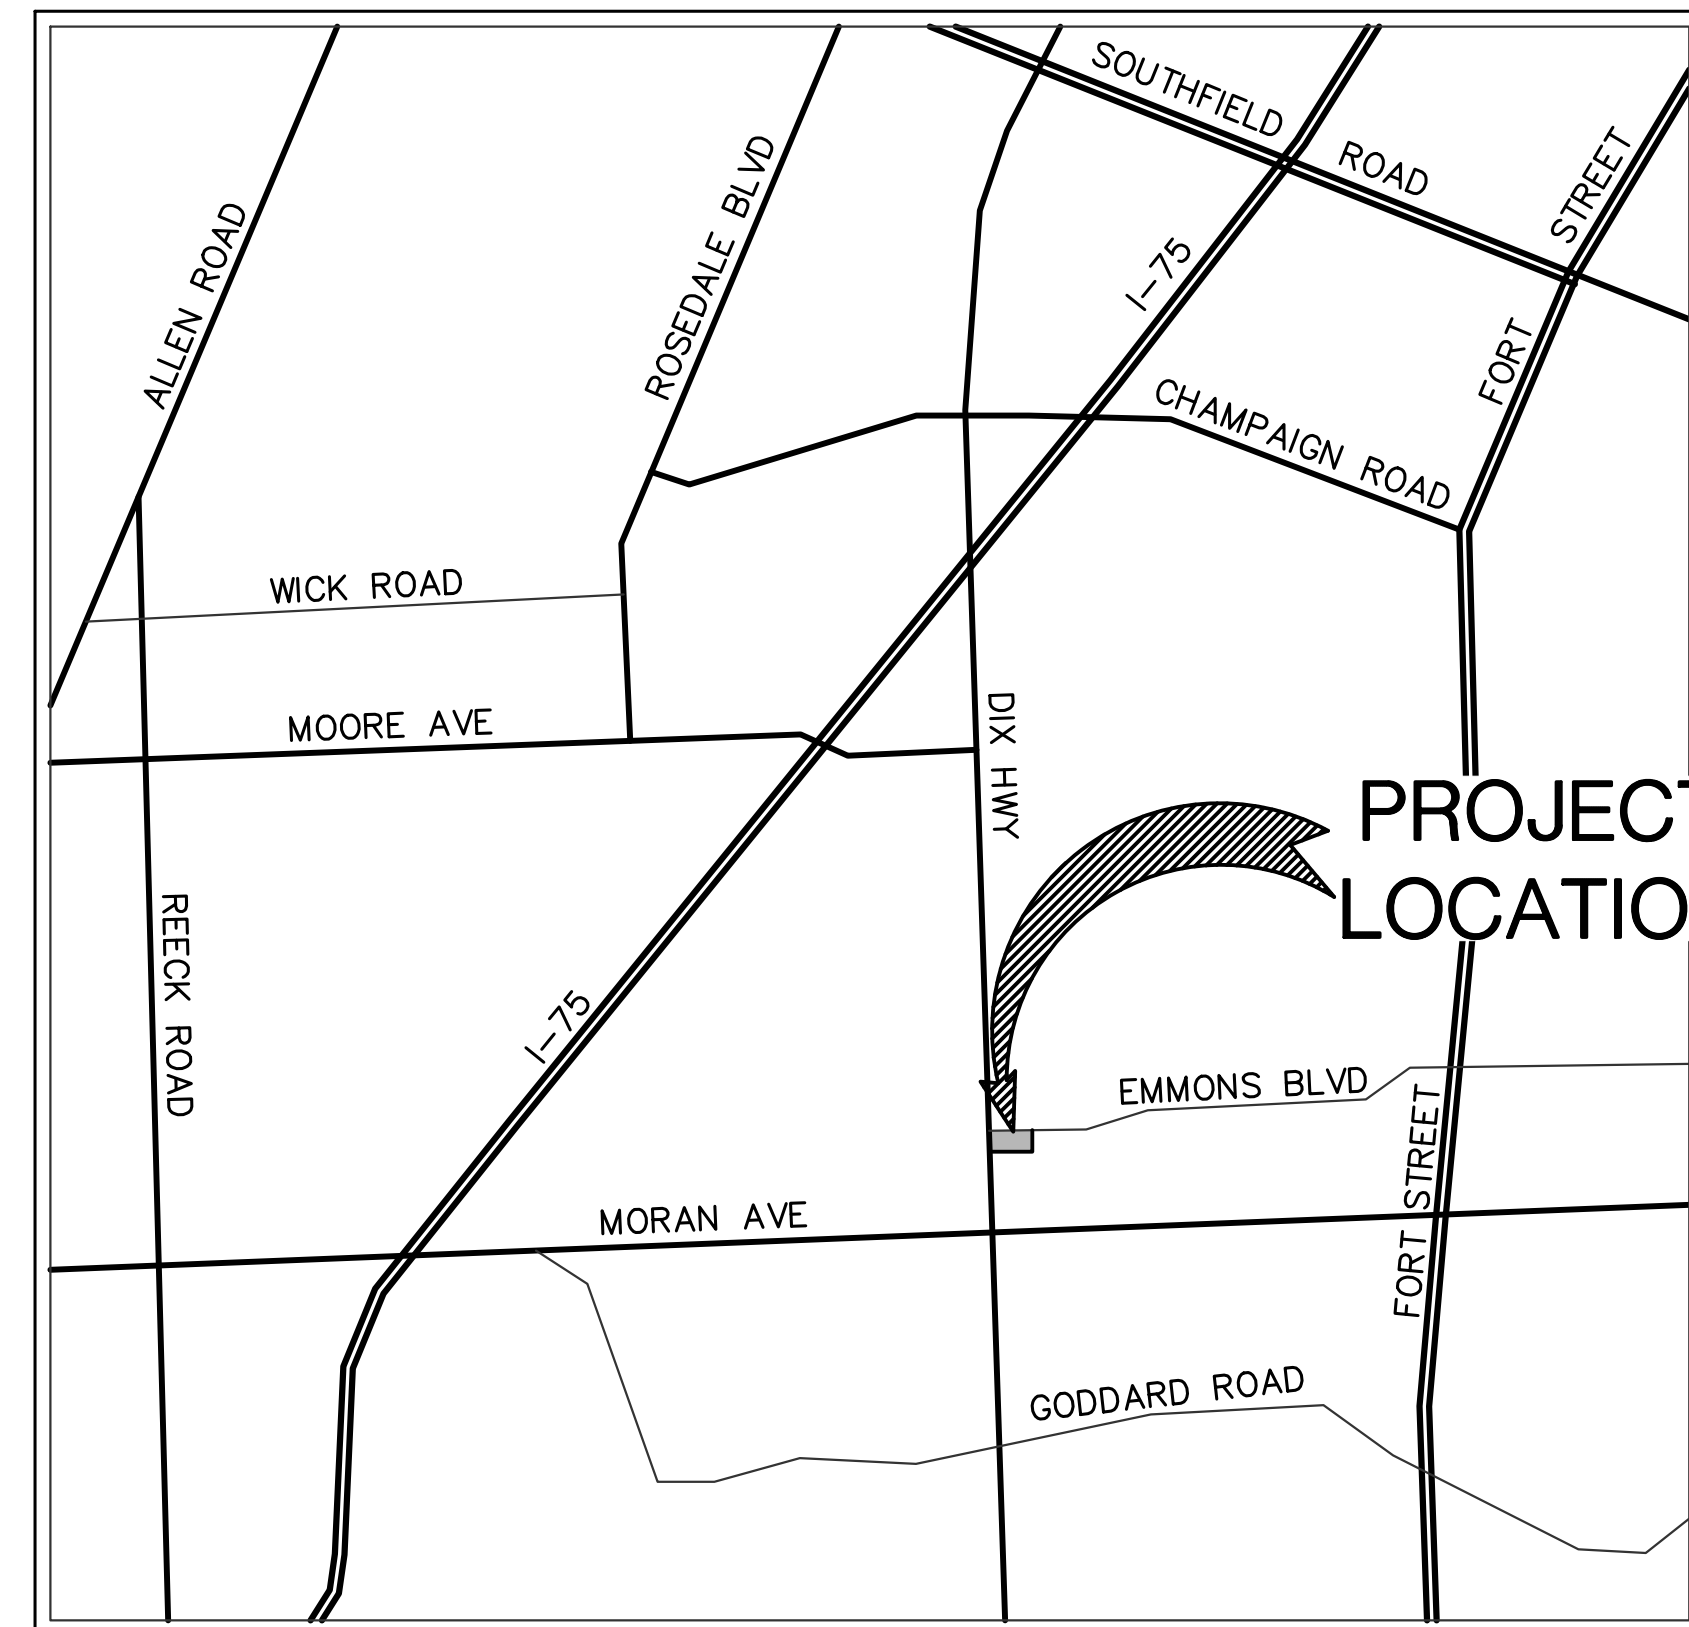 SOUTHFIELD ROAD
FORT STREET
ROSEDALE BLVD
ALLEN ROAD
I-75
CHAMPAIGN ROAD
WICK ROAD
MOORE AVE
DIX HWY
PROJECT
LOCATIO
REECK ROAD
I-75
EMMONS BLVD
FORT STREET
MORAN AVE
GODDARD ROAD